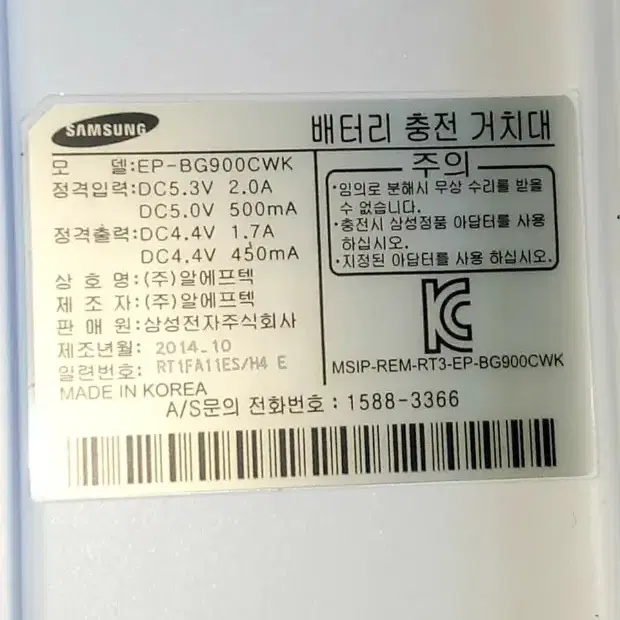 SAMSUNG
배터리 충전 거치대
모 델:EP-BG900CWK
정격입력:DC5.3V 2.0A
DC5.0V 500mA
정격출력:DC4.4V 1.7A
DC4.4V 450mA
상 호 명:(주)알에프텍
제 조 자:(주)알에프텍
판 매 원:삼성전자주식회사
제조년월: 2014.10
일련번호: RT1FA11ES/H4 E
MADE IN KOREA
주의
•임의로 분해시 무상 수리를 받을
수 없습니다.
•충전시 삼성정품 아답터를 사용
하십시오.
•지정된 아답터를 사용 하십시오.
MSIP-REM-RT3-EP-BG900CWK
A/S문의 전화번호 : 1588-3366